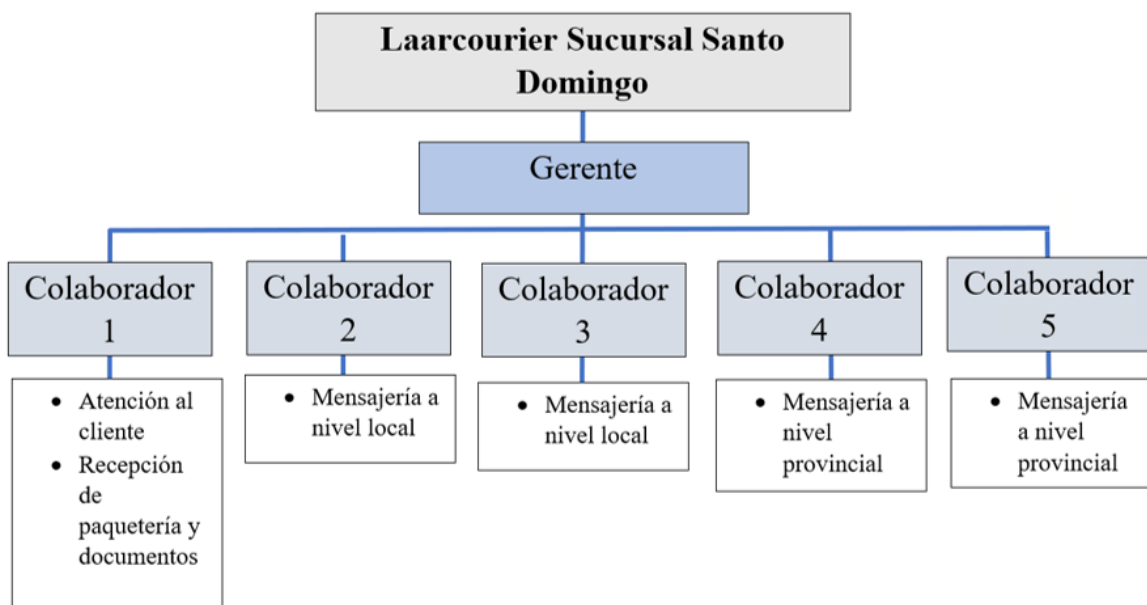 Laarcourier Sucursal Santo
Domingo
Gerente
Colaborador
1
Colaborador
2
Colaborador
3
Colaborador
4
Colaborador
5
• Atención al
cliente
• Recepción
de
paquetería y
documentos
• Mensajería a
nivel local
• Mensajería a
nivel local
• Mensajería a
nivel
provincial
• Mensajería
a nivel
provincial